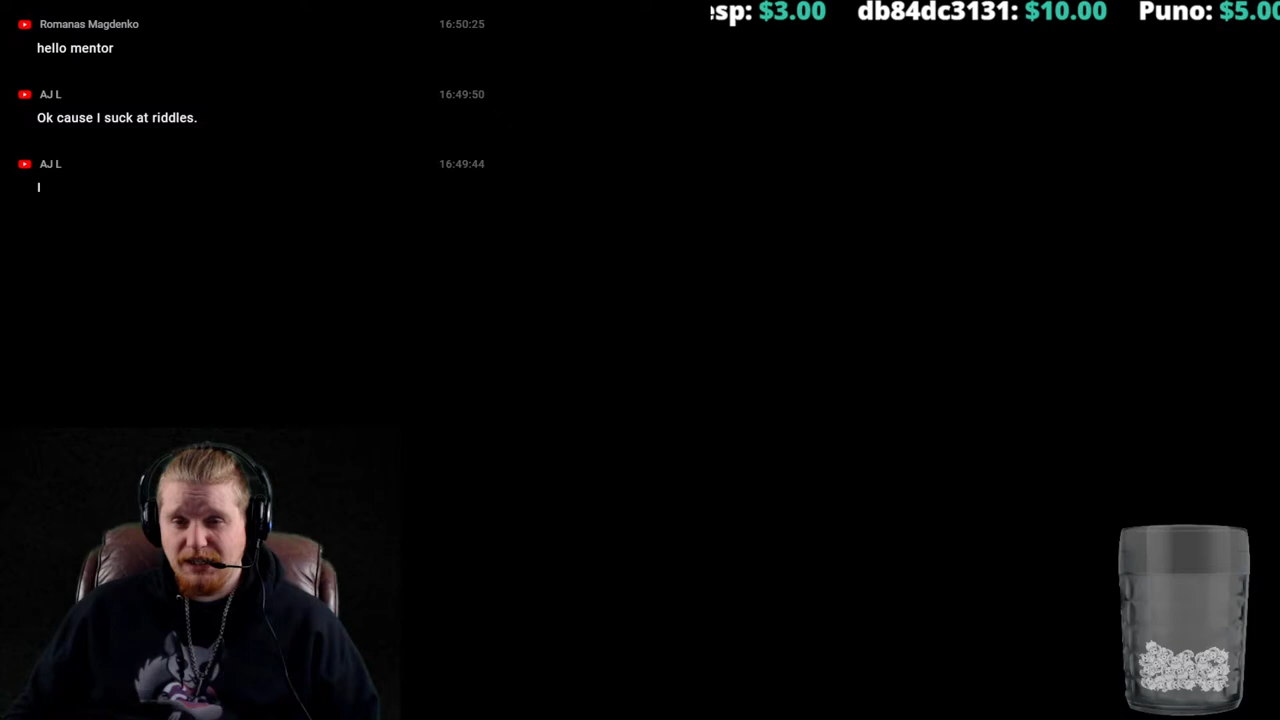 Romanas Magdenko 16:50:25
hello mentor
AJ L 16:49:50
Ok cause I suck at riddles.
AJ L 16:49:44
I
sp: $3.00 db84dc3131: $10.00 Puno: $5.00